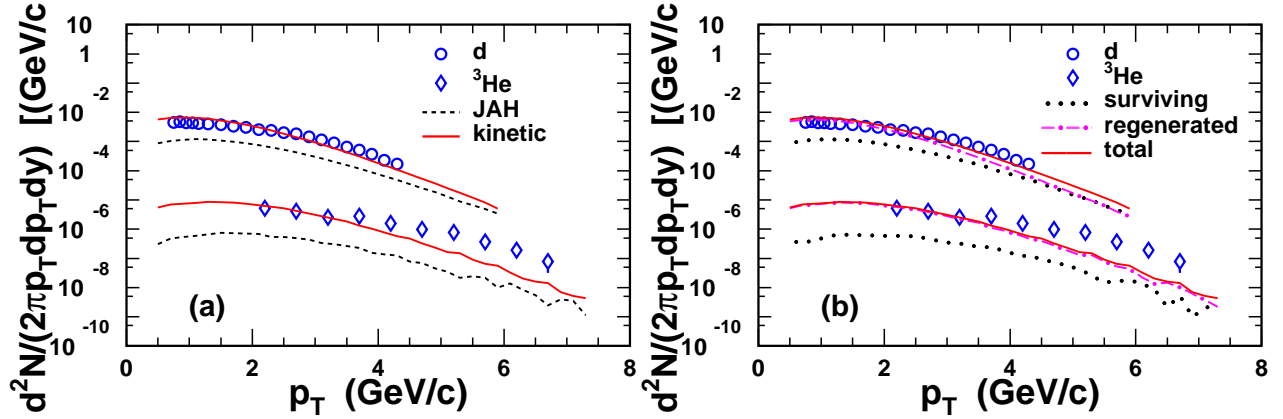 d²N/(2πp_T dp_T dy) [(GeV/c
10
1
10 -2
10 -4
10 -6
10 -8
10 -10
d
³He
JAH
kinetic
(a)
0 2 4 6 8
p_T (GeV/c)
d²N/(2πp_T dp_T dy) [(GeV/c
10
1
10 -2
10 -4
10 -6
10 -8
10 -10
d
³He
surviving
regenerated
total
(b)
0 2 4 6 8
p_T (GeV/c)